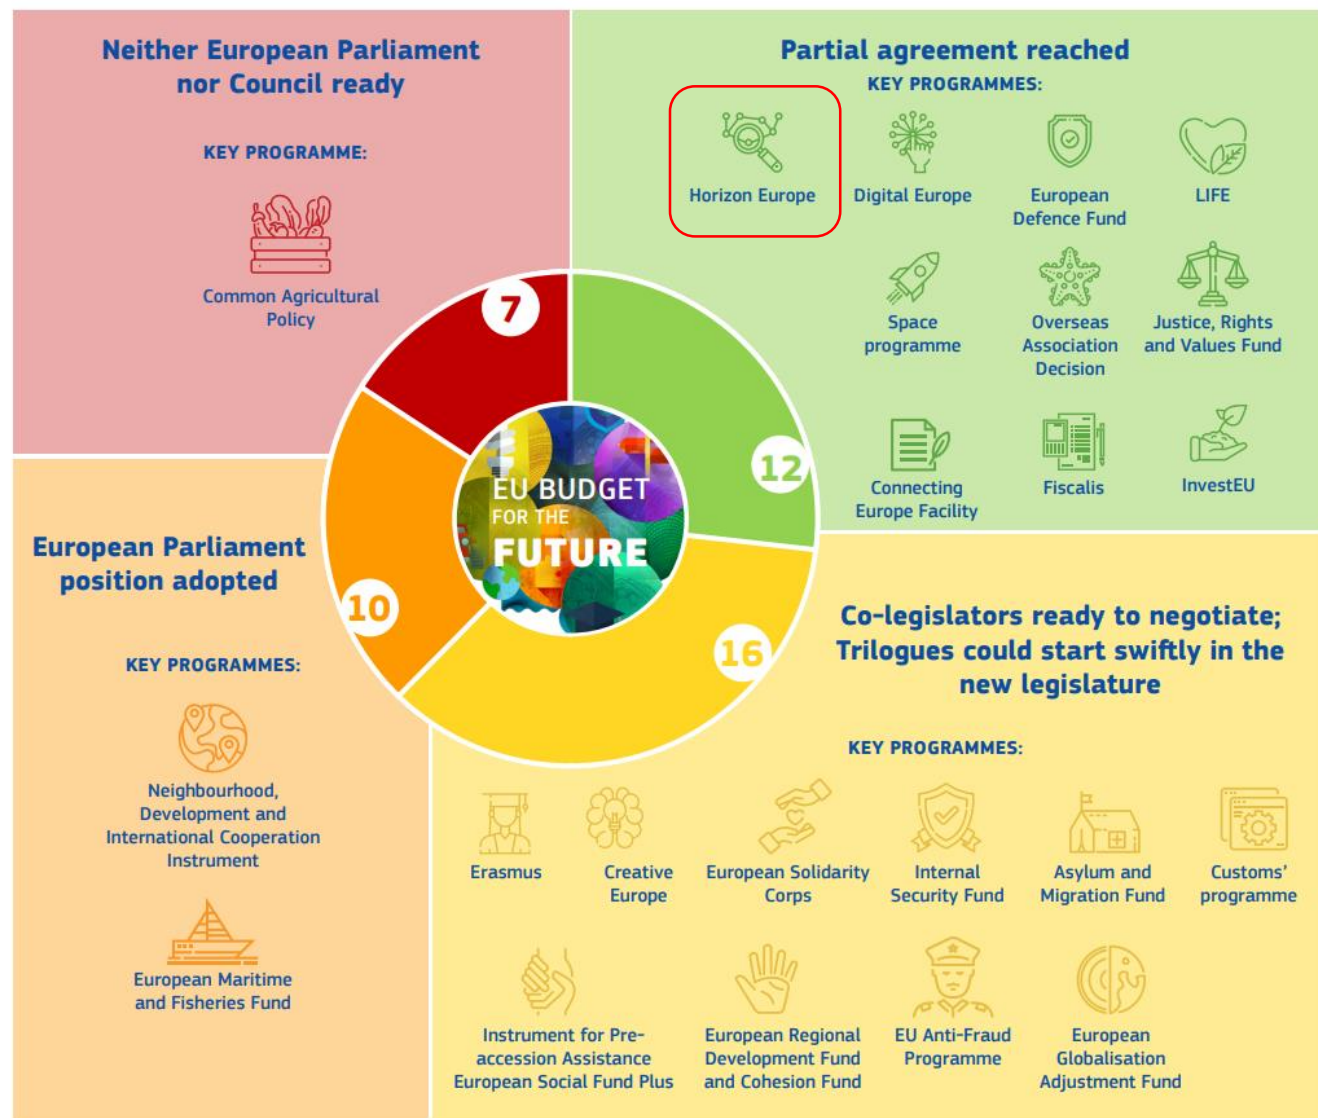 Neither European Parliament
nor Council ready
KEY PROGRAMME:
Common Agricultural
Policy
7
Partial agreement reached
KEY PROGRAMMES:
Horizon Europe
Digital Europe
European
Defence Fund
LIFE
Space
programme
Overseas
Association
Decision
Justice, Rights
and Values Fund
Connecting
Europe Facility
Fiscalis
InvestEU
12
EU BUDGET
FOR THE
FUTURE
European Parliament
position adopted
10
KEY PROGRAMMES:
Neighbourhood,
Development and
International Cooperation
Instrument
European Maritime
and Fisheries Fund
16
Co-legislators ready to negotiate;
Trilogues could start swiftly in the
new legislature
KEY PROGRAMMES:
Erasmus
Creative
Europe
European Solidarity
Corps
Internal
Security Fund
Asylum and
Migration Fund
Customs’
programme
Instrument for Pre-
accession Assistance
European Social Fund Plus
European Regional
Development Fund
and Cohesion Fund
EU Anti-Fraud
Programme
European
Globalisation
Adjustment Fund